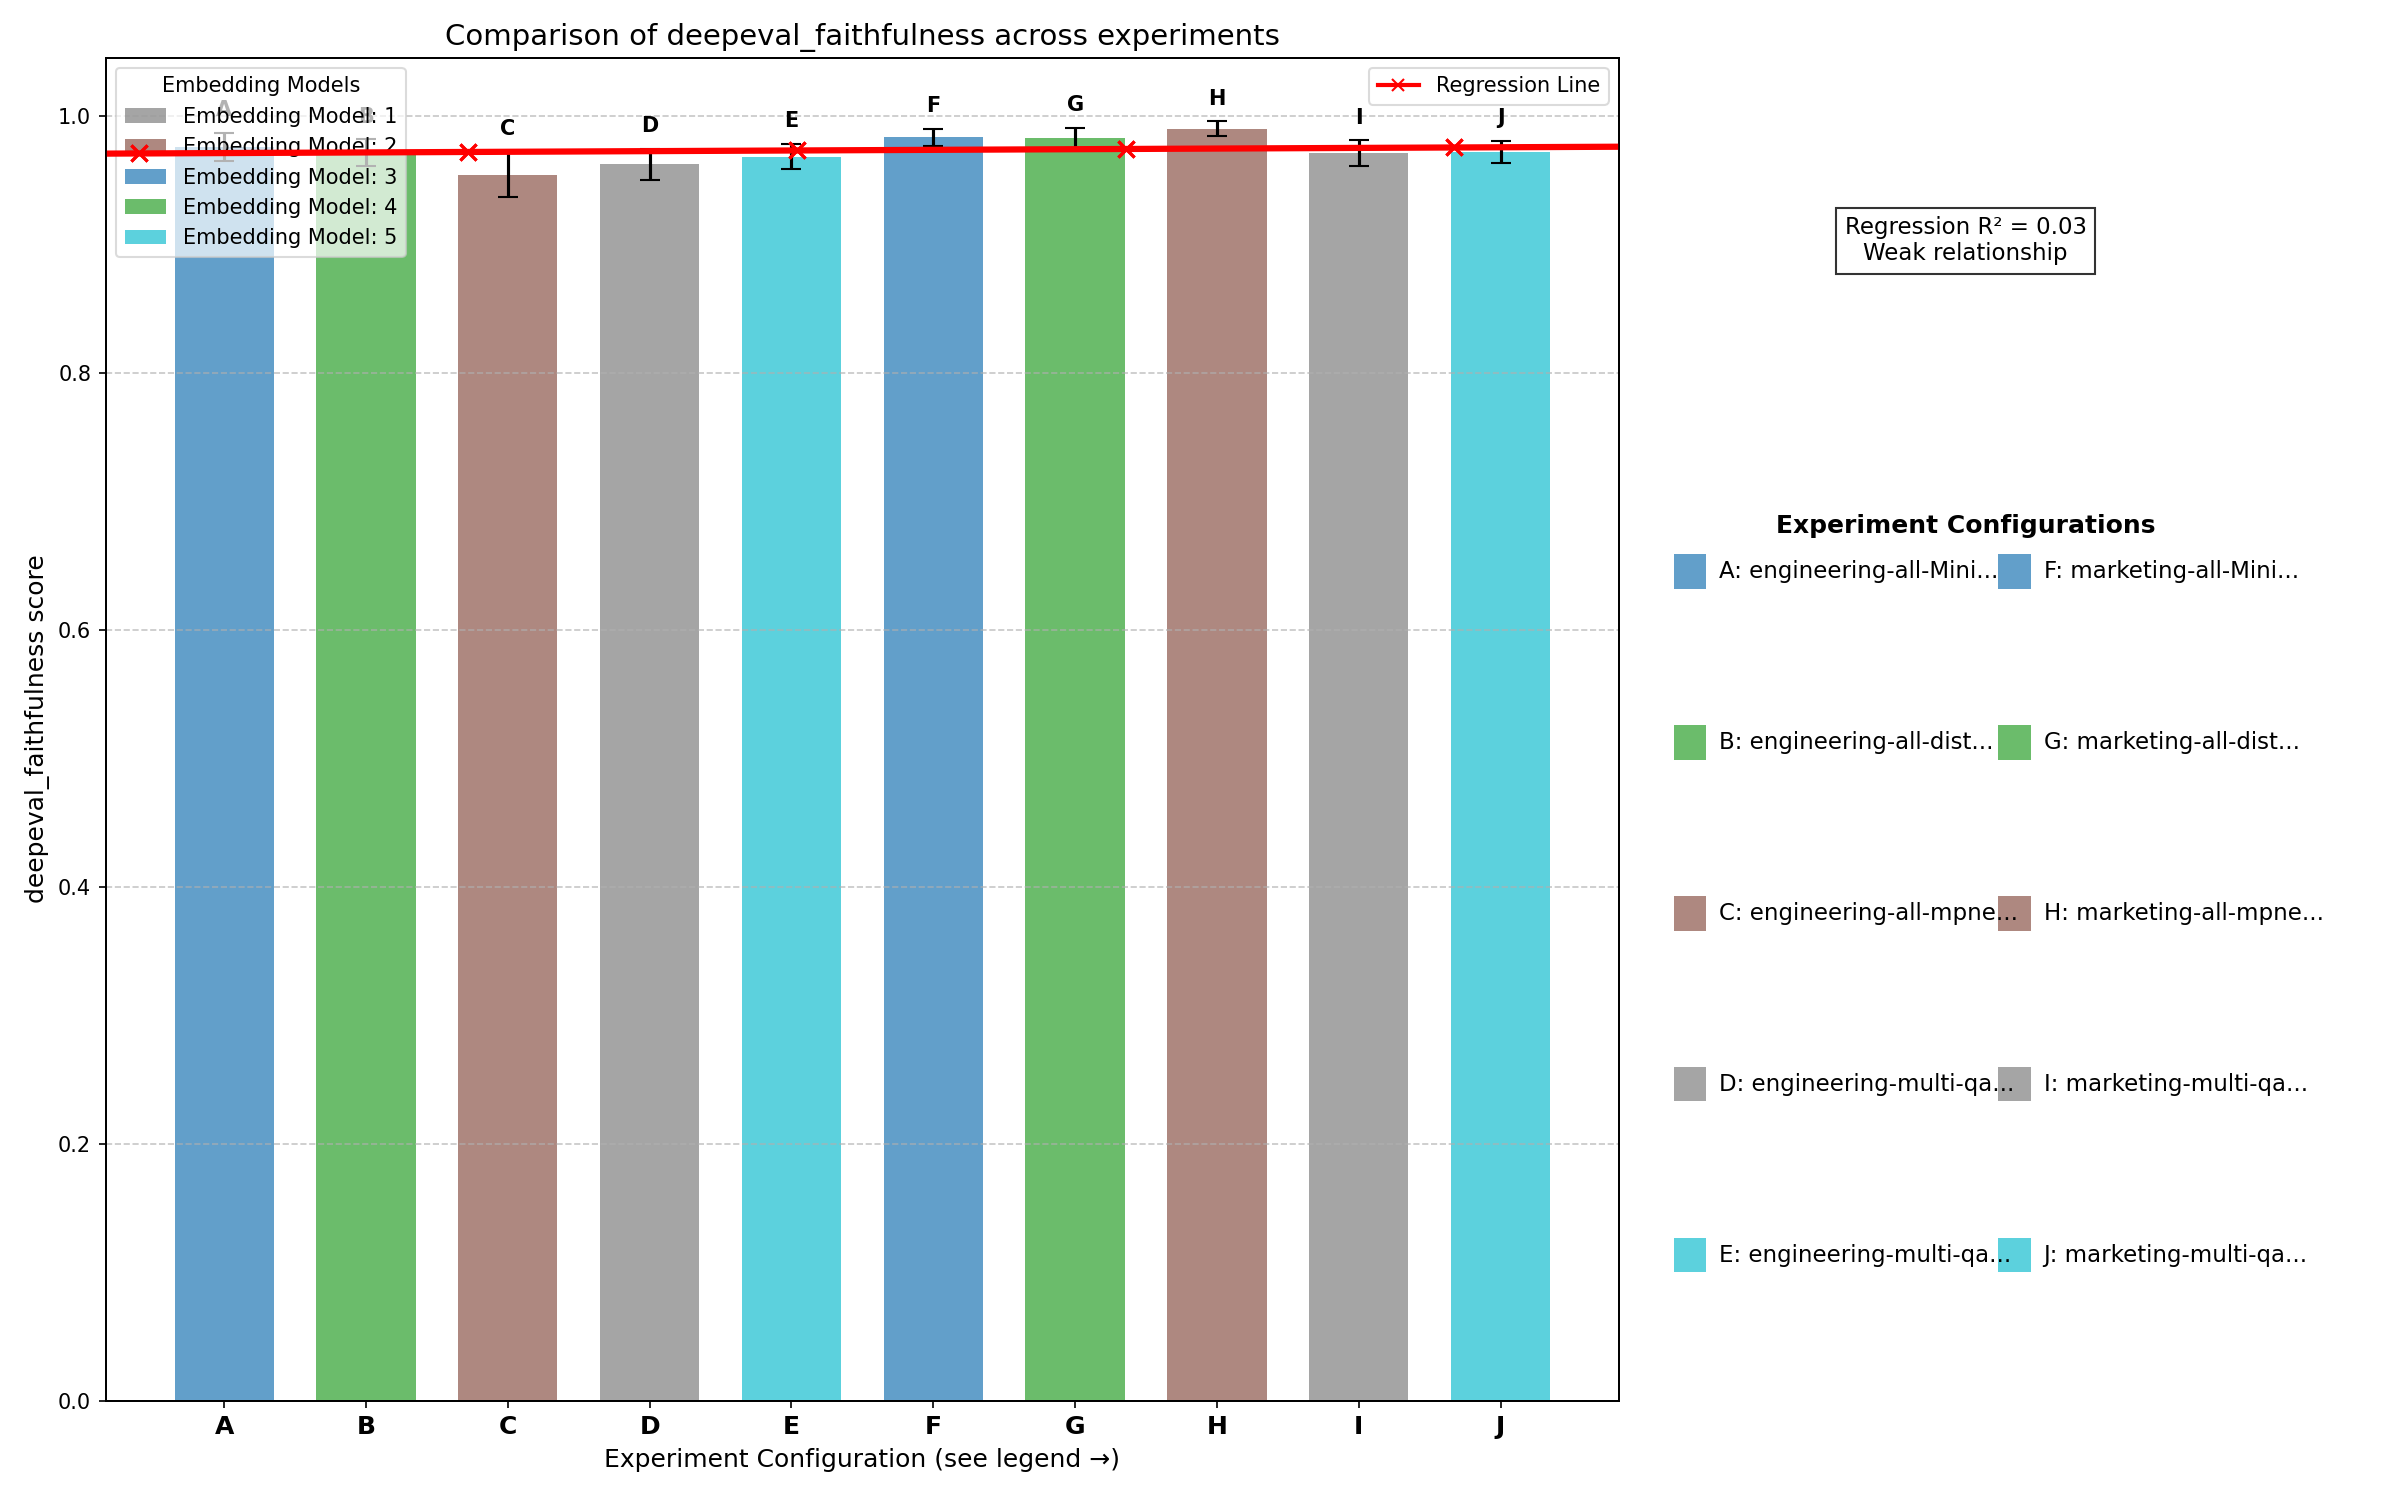 Comparison of deepeval_faithfulness across experiments
Embedding Models
Embedding Model: 1
Embedding Model: 2
Embedding Model: 3
Embedding Model: 4
Embedding Model: 5
Regression Line
A
B
C
D
E
F
G
H
I
J
1.0
0.8
0.6
0.4
0.2
0.0
deepeval_faithfulness score
A
B
C
D
E
F
G
H
I
J
Experiment Configuration (see legend →)
Regression R² = 0.03
Weak relationship
Experiment Configurations
A: engineering-all-Mini...
F: marketing-all-Mini...
B: engineering-all-dist...
G: marketing-all-dist...
C: engineering-all-mpne...
H: marketing-all-mpne...
D: engineering-multi-qa...
I: marketing-multi-qa...
E: engineering-multi-qa...
J: marketing-multi-qa...